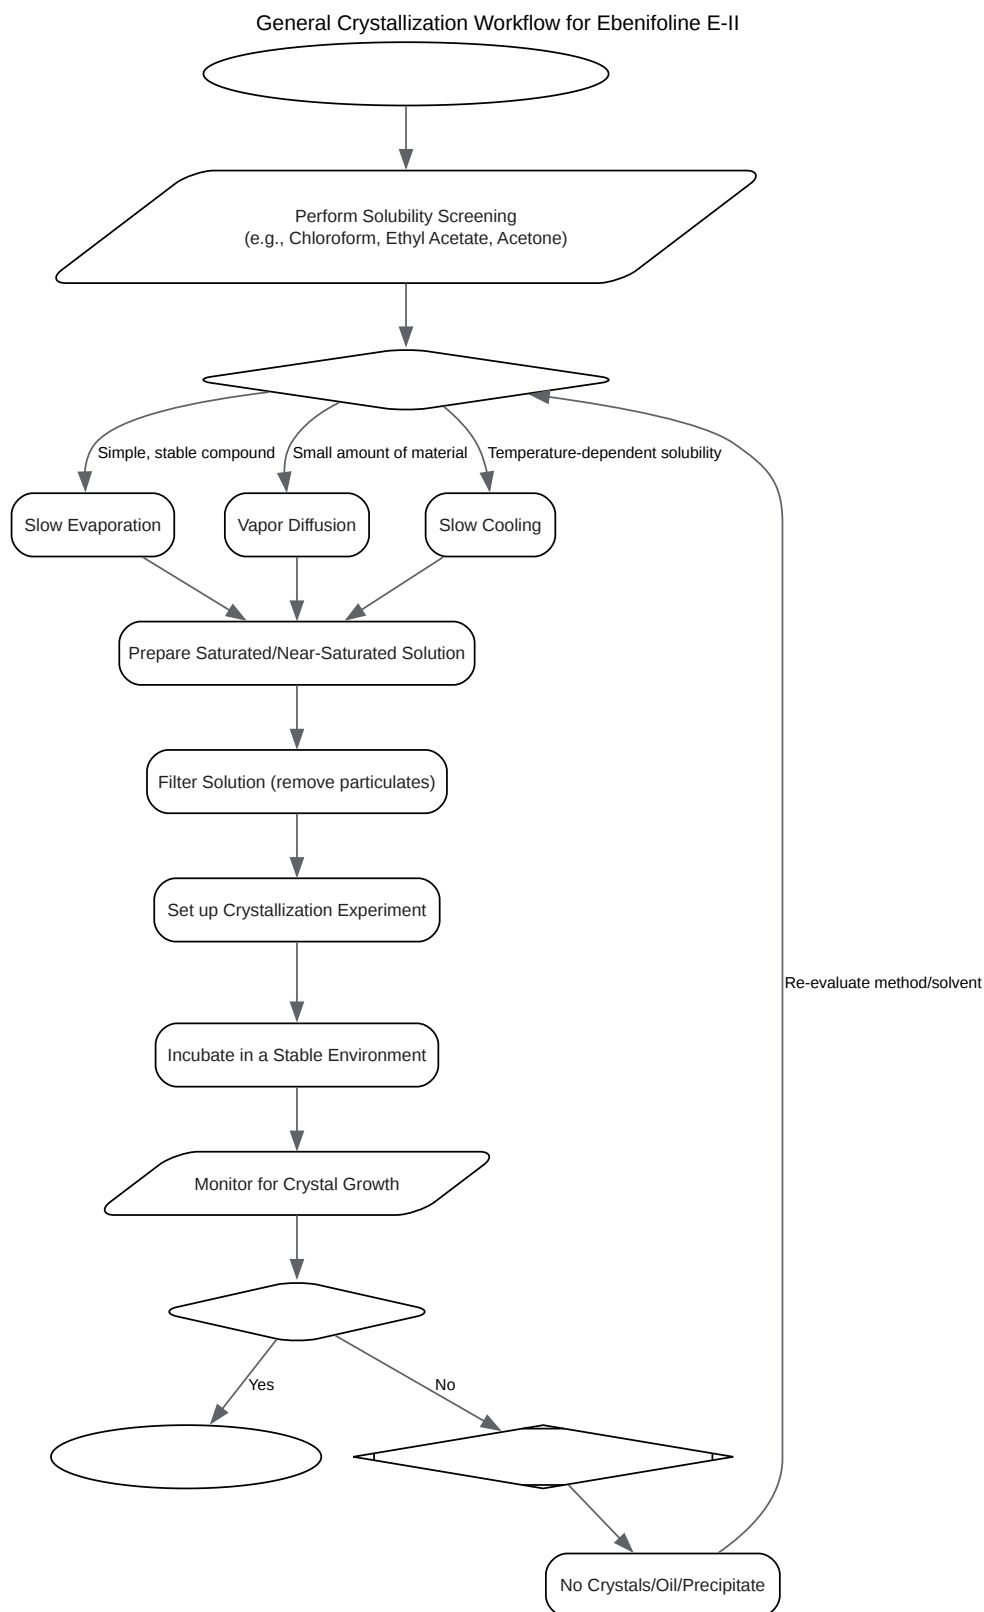 General Crystallization Workflow for Ebenifoline E-II
Perform Solubility Screening
(e.g., Chloroform, Ethyl Acetate, Acetone)
Simple, stable compound
Small amount of material
Temperature-dependent solubility
Slow Evaporation
Vapor Diffusion
Slow Cooling
Prepare Saturated/Near-Saturated Solution
Filter Solution (remove particulates)
Set up Crystallization Experiment
Re-evaluate method/solvent
Incubate in a Stable Environment
Monitor for Crystal Growth
Yes
No
No Crystals/Oil/Precipitate